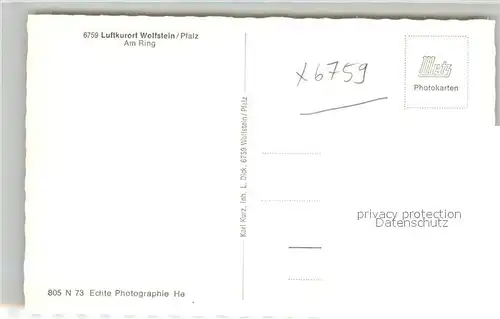 6759 Luftkurort Wolfstein/Pfalz
Am Ring
x6759
Metz
Photokarten
Karl Kurz, Inh. L. Dick, 6759 Wolfstein/Pfalz
privacy protection
Datenschutz
805 N 73 Echte Photographie He